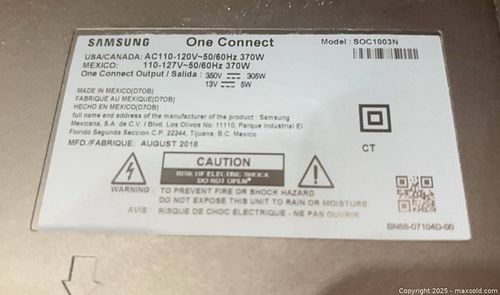 SAMSUNG One Connect Model : SOC1003N
USA/CANADA: AC110-120V~50/60Hz 370W
MEXICO: 110-127V~50/60Hz 370W
One Connect Output / Salida : 350V ⎓ 305W
13V ⎓ 5W
MADE IN MEXICO(D7OB)
FABRIQUE AU MEXIQUE(D7OB)
HECHO EN MEXICO(D7OB)
full name and address of the manufacturer of the product : Samsung
Mexicana, S.A. de C.V. / Blvd. Los Olivos No. 11110, Parque Industrial El
Florido Segunda Seccion C.P. 22244, Tijuana, B.C. Mexico
MFD./FABRIQUE: AUGUST 2018
CT
CAUTION
RISK OF ELECTRIC SHOCK
DO NOT OPEN
WARNING : TO PREVENT FIRE OR SHOCK HAZARD
DO NOT EXPOSE THIS UNIT TO RAIN OR MOISTURE
AVIS : RISQUE DE CHOC ELECTRIQUE - NE PAS OUVRIR
BN68-07104D-00
Copyright 2025 - maxsold.com